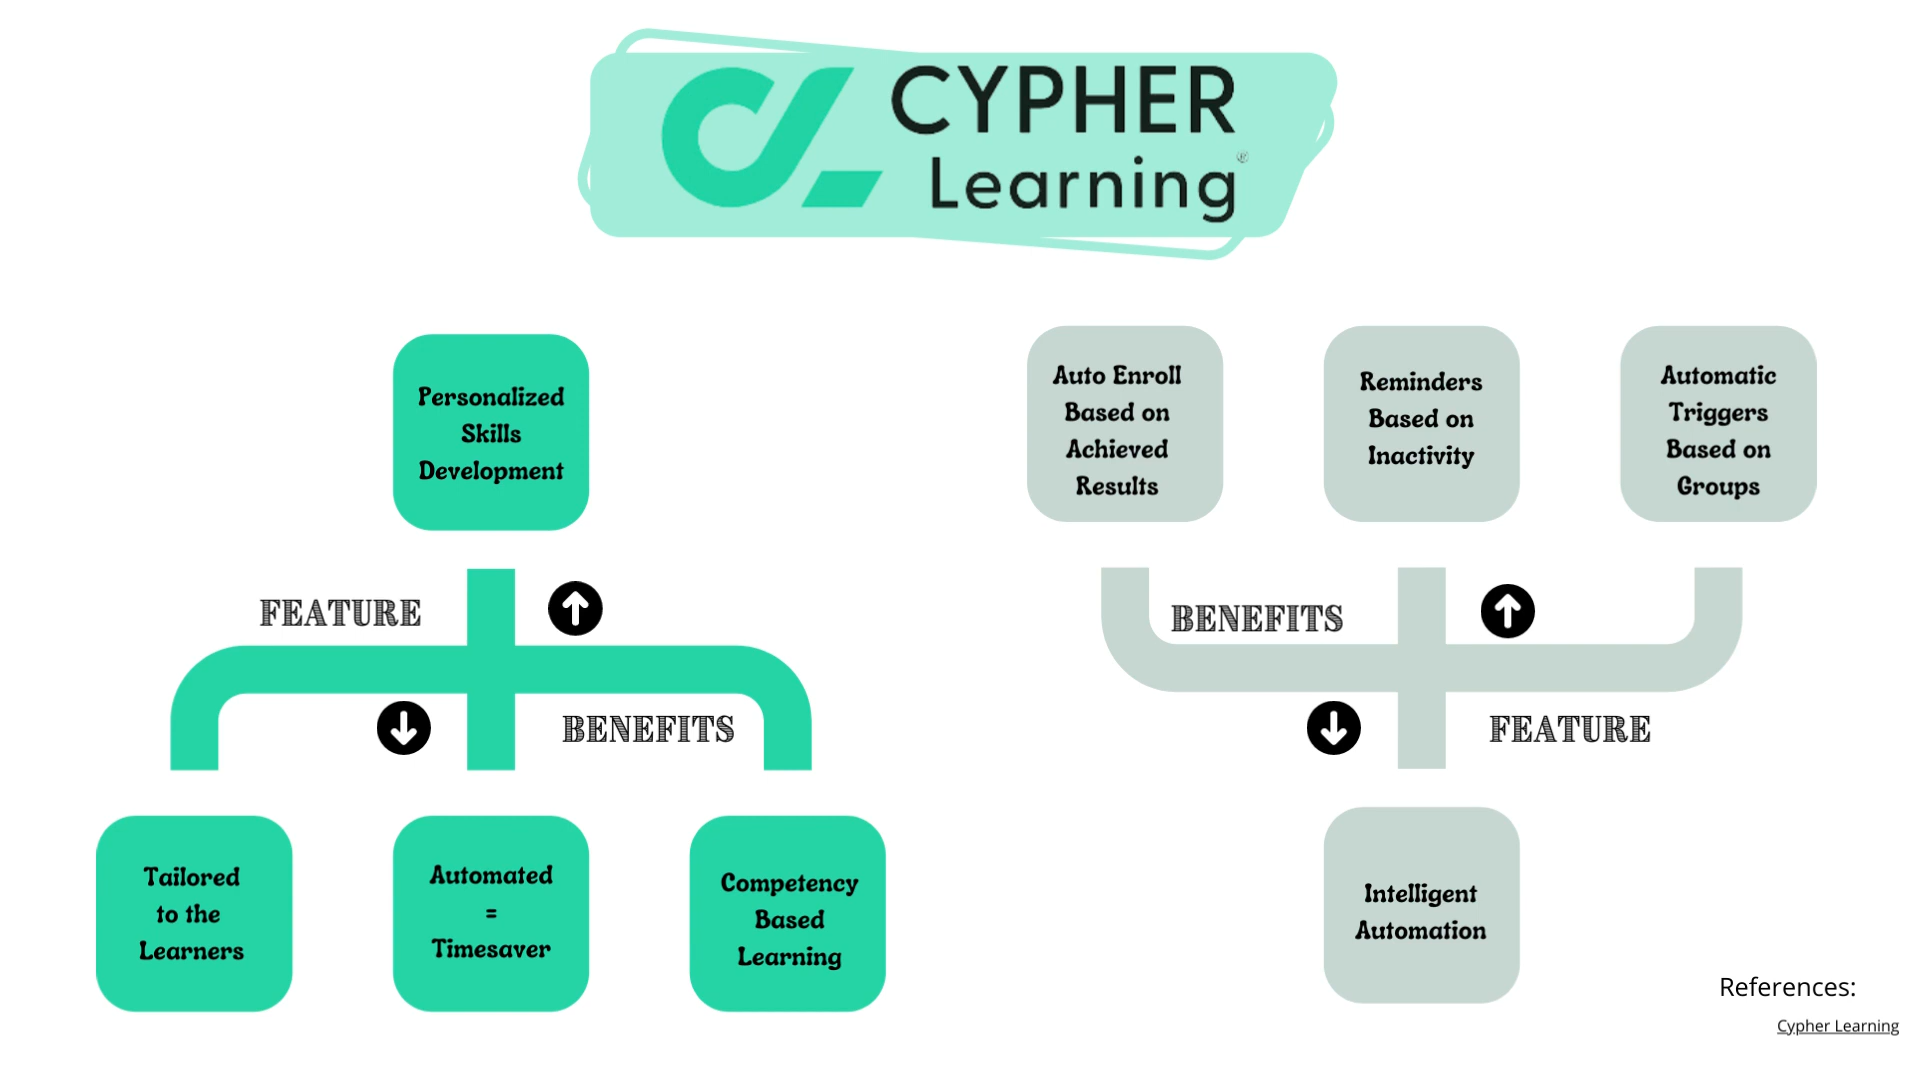 CYPHER
Learning®
Personalized
Skills
Development
FEATURE
BENEFITS
Tailored
to the
Learners
Automated
=
Timesaver
Competency
Based
Learning
Auto Enroll
Based on
Achieved
Results
Reminders
Based on
Inactivity
Automatic
Triggers
Based on
Groups
BENEFITS
FEATURE
Intelligent
Automation
References:
Cypher Learning